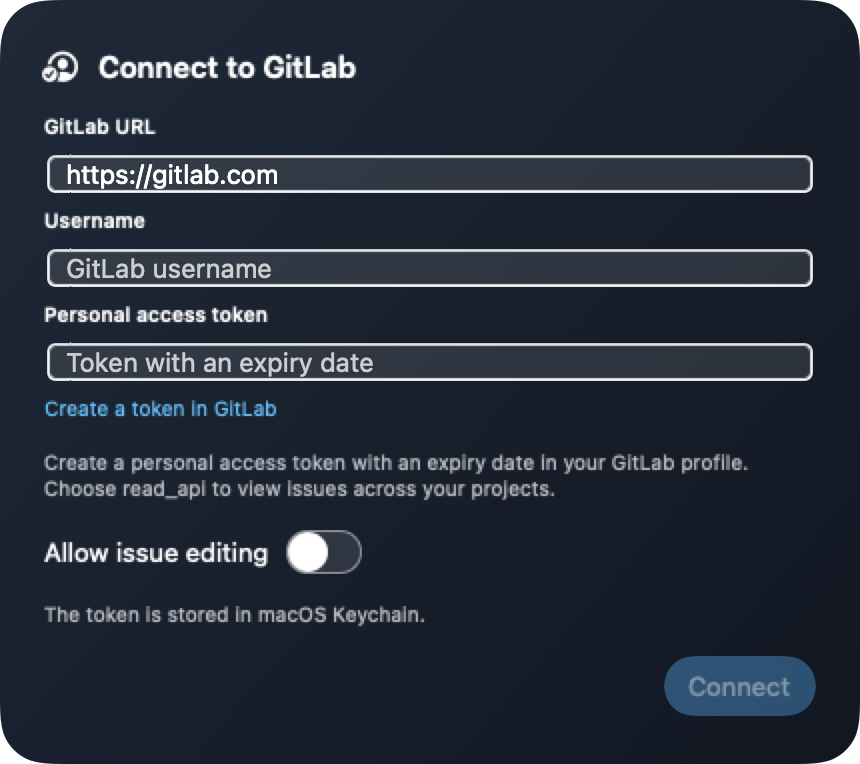 Connect to GitLab
GitLab URL
https://gitlab.com
Username
GitLab username
Personal access token
Token with an expiry date
Create a token in GitLab
Create a personal access token with an expiry date in your GitLab profile.
Choose read_api to view issues across your projects.
Allow issue editing
The token is stored in macOS Keychain.
Connect